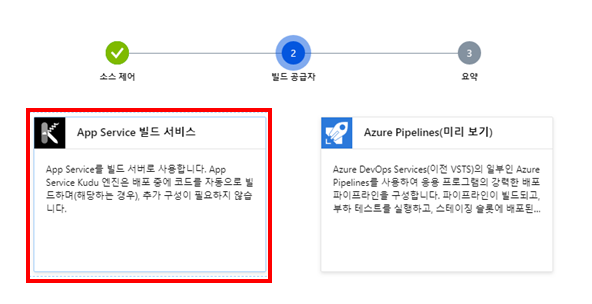 2
3
소스 제어
빌드 공급자
요약
App Service 빌드 서비스
App Service를 빌드 서버로 사용합니다. App
Service Kudu 엔진은 배포 중에 코드를 자동으로 빌
드하며(해당하는 경우), 추가 구성이 필요하지 않습
니다.
Azure Pipelines(미리 보기)
Azure DevOps Services(이전 VSTS)의 일부인 Azure
Pipelines를 사용하여 응용 프로그램의 강력한 배포
파이프라인을 구성합니다. 파이프라인이 빌드되고,
부하 테스트를 실행하고, 스테이징 슬롯에 배포된...